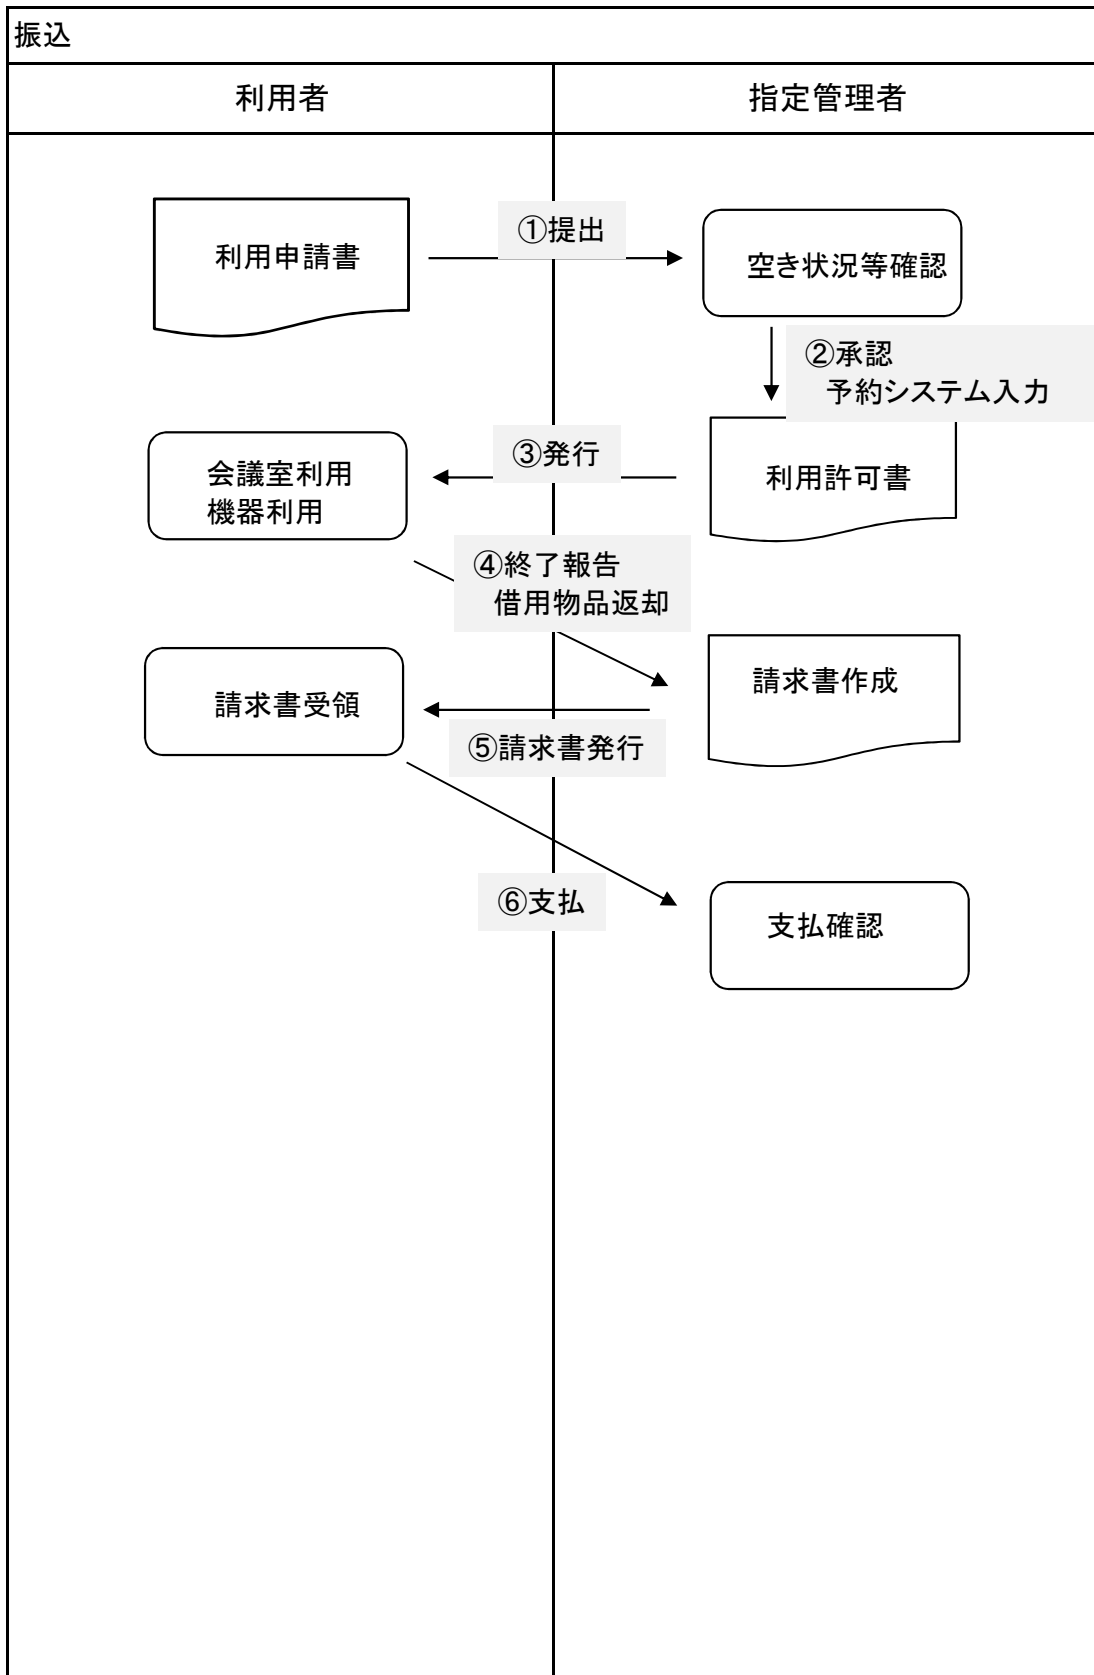 振込
利用者
指定管理者
利用申請書
①提出
空き状況等確認
②承認
予約システム入力
利用許可書
③発行
会議室利用
機器利用
④終了報告
借用物品返却
請求書作成
⑤請求書発行
請求書受領
⑥支払
支払確認